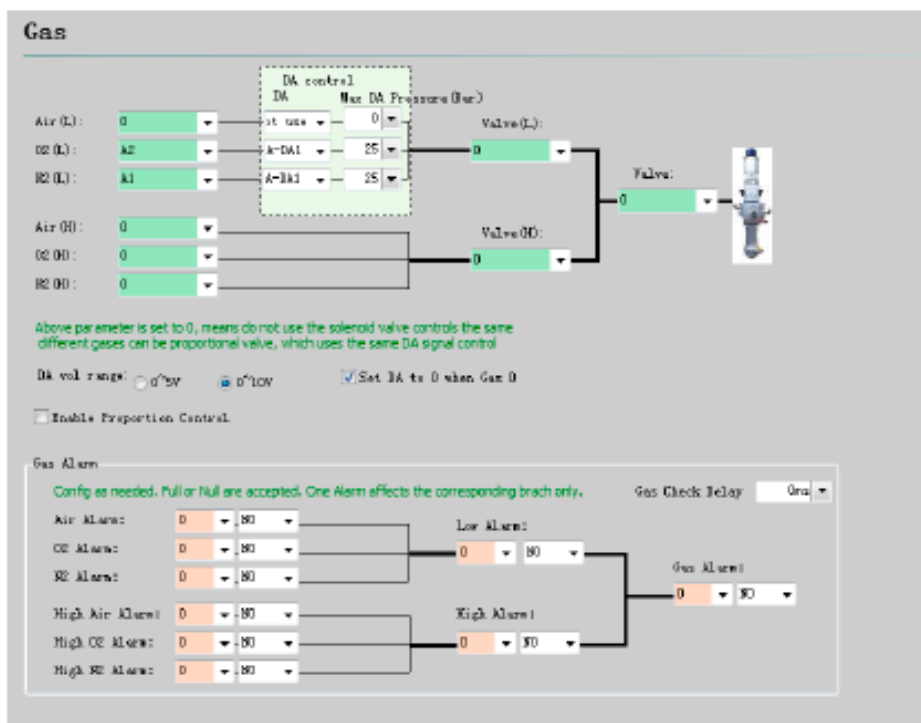 Gas
DA control
DA Max DA Pressure(Bar)
Air(L): 0 ot use 0 Valve(L):
O2(L): A2 A-DA1 25 0
N2(L): A1 A-DA1 25 Valve:
0
Air(H): 0 Valve(H):
O2(H): 0 0
N2(H): 0
Above parameter is set to 0, means do not use the solenoid valve controls the same
different gases can be proportional valve, which uses the same DA signal control
DA vol range: 0~5V 0~10V Set DA to 0 when Gas 0
Enable Proportion Control
Gas Alarm
Config as needed. Full or Null are accepted. One Alarm affects the corresponding brach only. Gas Check Delay 0ms
Air Alarm: 0 NO Low Alarm:
O2 Alarm: 0 NO 0 NO
N2 Alarm: 0 NO Gas Alarm:
0 NO
High Air Alarm: 0 NO High Alarm:
High O2 Alarm: 0 NO 0 NO
High N2 Alarm: 0 NO